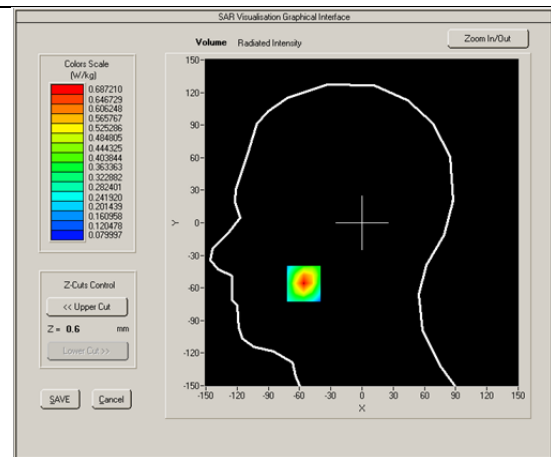 SAR Visualisation Graphical Interface
Volume Radiated Intensity
Zoom In/Out
Colors Scale
(W/kg)
0.687210
0.646729
0.606248
0.565767
0.525286
0.484805
0.444325
0.403844
0.363363
0.322882
0.282401
0.241920
0.201439
0.160958
0.120478
0.079997
Z-Cuts Control
<< Upper Cut
Z = 0.6 mm
Lower Cut >>
SAVE
Cancel
150
120
90
60
30
0
-30
-60
-90
-120
-150
Y
-150 -120 -90 -60 -30 0 30 60 90 120 150
X